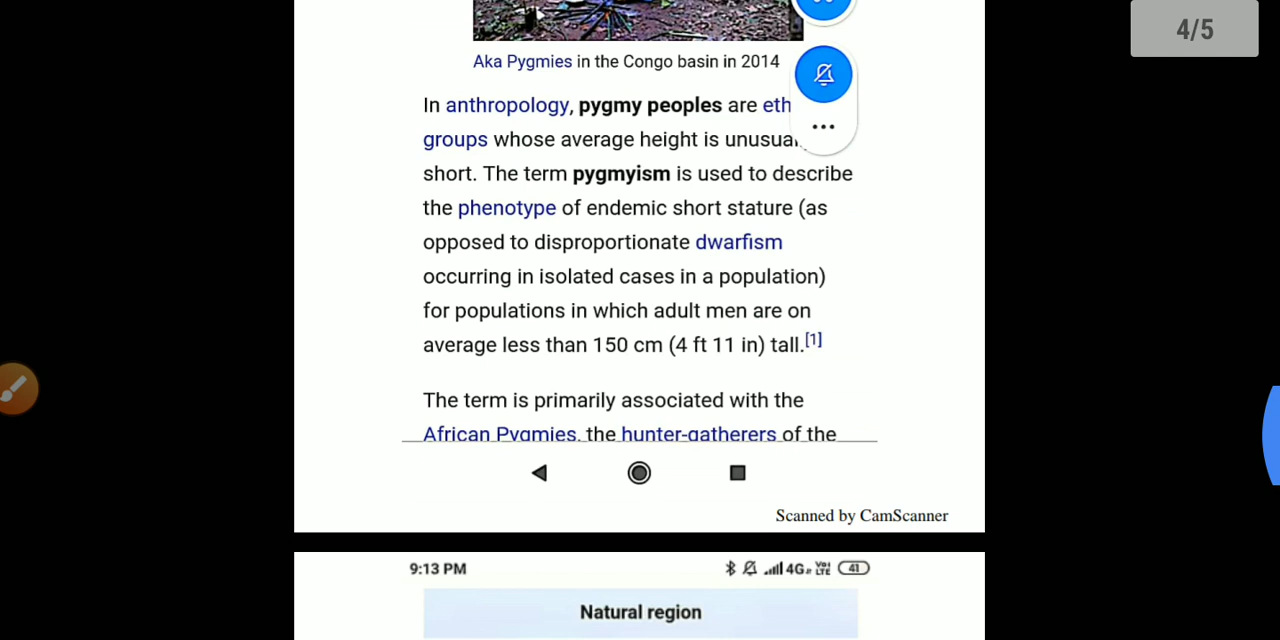 4/5
Aka Pygmies in the Congo basin in 2014
In anthropology, pygmy peoples are
groups whose average height is
short. The term pygmyism is used to describe
the phenotype of endemic short stature (as
opposed to disproportionate dwarfism
occurring in isolated cases in a population)
for populations in which adult men are on
average less than 150 cm (4 ft 11 in) tall.[1]
The term is primarily associated with the
African Pygmies, the hunter-gatherers of the
Scanned by CamScanner
9:13 PM 4G VoLTE 41
Natural region